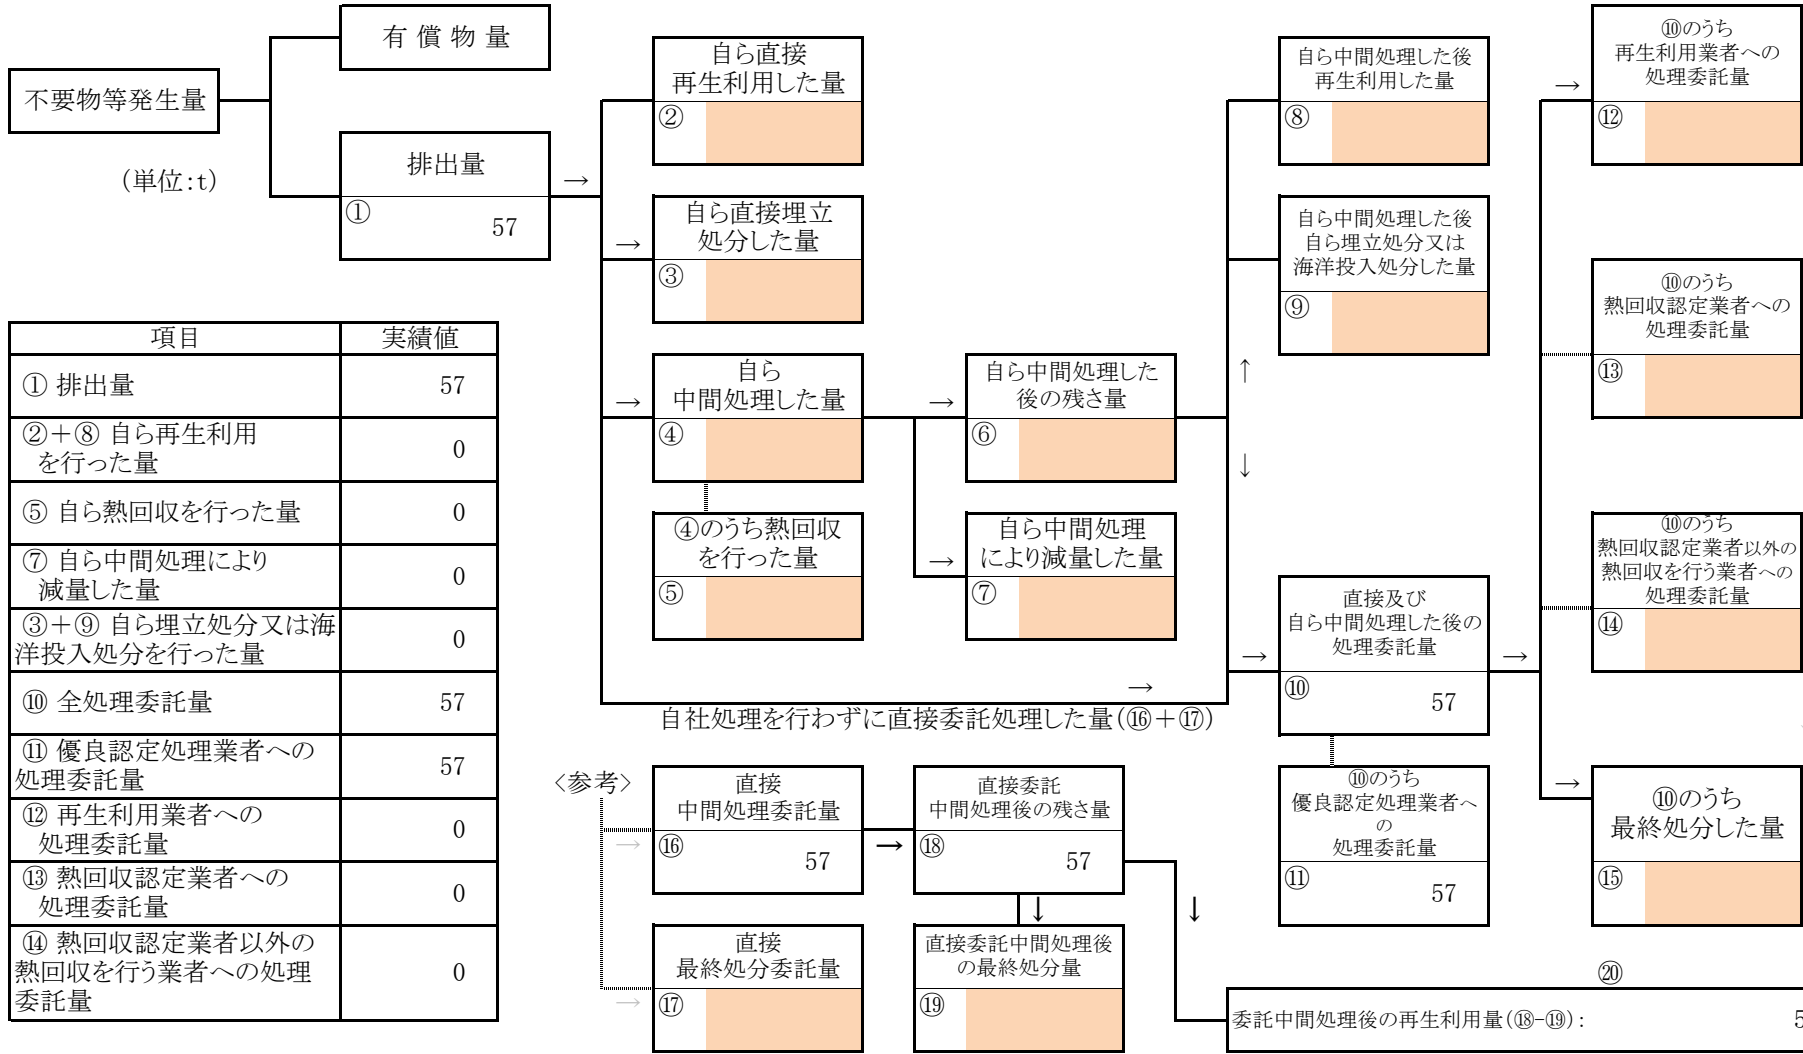 不要物等発生量
有償物量
排出量
①
57
(単位:t)
→
自ら直接
再生利用した量
②
→
自ら直接埋立
処分した量
③
→
自ら
中間処理した量
④
④のうち熱回収
を行った量
⑤
→
自ら中間処理した
後の残さ量
⑥
→
自ら中間処理
により減量した量
⑦
自ら中間処理した後
再生利用した量
⑧
自ら中間処理した後
自ら埋立処分又は
海洋投入処分した量
⑨
↑
↓
→
直接及び
自ら中間処理した後の
処理委託量
⑩
57
→
⑩のうち
優良認定処理業者へ
の
処理委託量
⑪
57
→
⑩のうち
再生利用業者への
処理委託量
⑫
⑩のうち
熱回収認定業者への
処理委託量
⑬
⑩のうち
熱回収認定業者以外の
熱回収を行う業者への
処理委託量
⑭
→
⑩のうち
最終処分した量
⑮
→
自社処理を行わずに直接委託処理した量(⑯+⑰)
〈参考〉
→
直接
中間処理委託量
⑯
57
→
直接委託
中間処理後の残さ量
⑱
57
→
直接
最終処分委託量
⑰
↓
直接委託中間処理後
の最終処分量
⑲
↓
⑳
委託中間処理後の再生利用量(⑱-⑲):
5
項目 実績値
① 排出量 57
②+⑧ 自ら再生利用
を行った量 0
⑤ 自ら熱回収を行った量 0
⑦ 自ら中間処理により
減量した量 0
③+⑨ 自ら埋立処分又は海
洋投入処分を行った量 0
⑩ 全処理委託量 57
⑪ 優良認定処理業者への
処理委託量 57
⑫ 再生利用業者への
処理委託量 0
⑬ 熱回収認定業者への
処理委託量 0
⑭ 熱回収認定業者以外の
熱回収を行う業者への処理
委託量 0